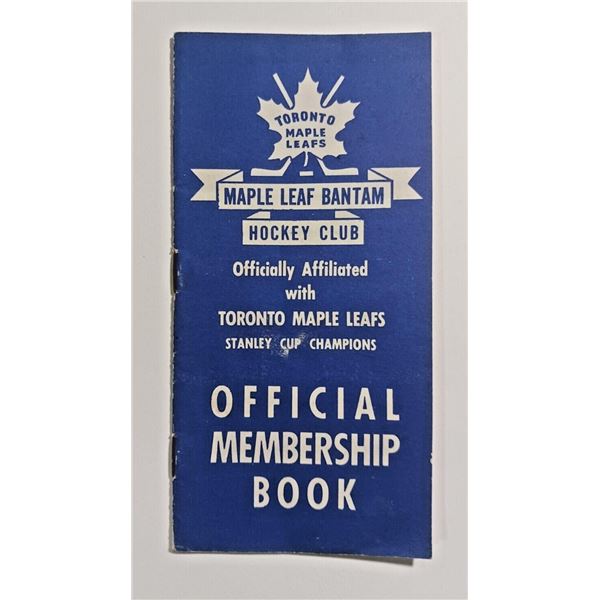 TORONTO
MAPLE
LEAFS
MAPLE LEAF BANTAM
HOCKEY CLUB
Officially Affiliated
with
TORONTO MAPLE LEAFS
STANLEY CUP CHAMPIONS
OFFICIAL
MEMBERSHIP
BOOK